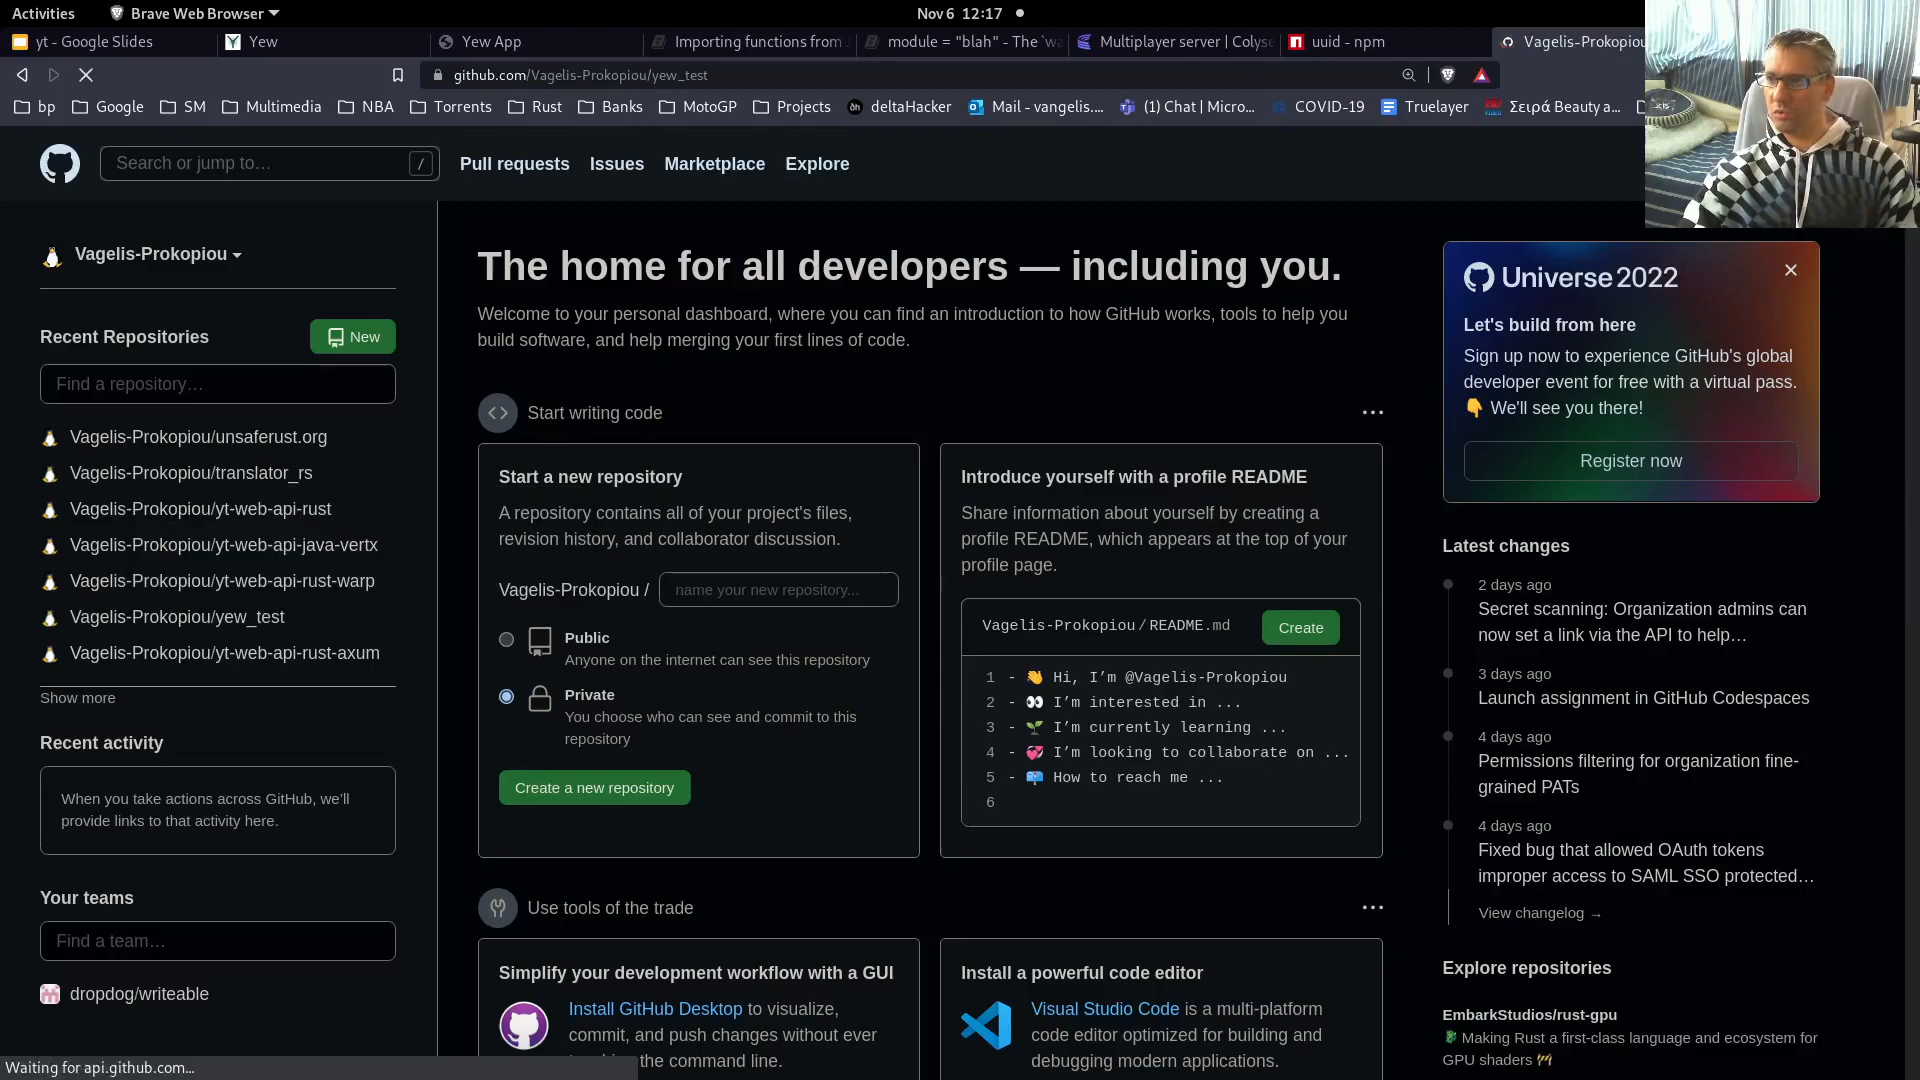 Activities
Brave Web Browser
Nov 6 12:17
yt - Google Slides
Yew
Yew App
Importing functions from
module = "blah" - The `wa
Multiplayer server | Colyse
uuid - npm
Vagelis-Prokopiou
github.com/Vagelis-Prokopiou/yew_test
bp
Google
SM
Multimedia
NBA
Torrents
Rust
Banks
MotoGP
Projects
deltaHacker
Mail - vangelis....
(1) Chat | Micro...
COVID-19
Truelayer
Σειρά Beauty a...
Search or jump to...
/
Pull requests
Issues
Marketplace
Explore
Vagelis-Prokopiou
Recent Repositories
New
Find a repository…
Vagelis-Prokopiou/unsaferust.org
Vagelis-Prokopiou/translator_rs
Vagelis-Prokopiou/yt-web-api-rust
Vagelis-Prokopiou/yt-web-api-java-vertx
Vagelis-Prokopiou/yt-web-api-rust-warp
Vagelis-Prokopiou/yew_test
Vagelis-Prokopiou/yt-web-api-rust-axum
Show more
Recent activity
When you take actions across GitHub, we'll
provide links to that activity here.
Your teams
Find a team…
dropdog/writeable
Waiting for api.github.com...
The home for all developers — including you.
Welcome to your personal dashboard, where you can find an introduction to how GitHub works, tools to help you
build software, and help merging your first lines of code.
Start writing code
Start a new repository
A repository contains all of your project's files,
revision history, and collaborator discussion.
Vagelis-Prokopiou /
name your new repository...
Public
Anyone on the internet can see this repository
Private
You choose who can see and commit to this
repository
Create a new repository
Introduce yourself with a profile README
Share information about yourself by creating a
profile README, which appears at the top of your
profile page.
Vagelis-Prokopiou/README.md
Create
1 - 👋 Hi, I’m @Vagelis-Prokopiou
2 - 👀 I’m interested in ...
3 - 🌱 I’m currently learning ...
4 - 💞️ I’m looking to collaborate on ...
5 - 📫 How to reach me ...
6
Use tools of the trade
Simplify your development workflow with a GUI
Install GitHub Desktop to visualize,
commit, and push changes without ever
the command line.
Install a powerful code editor
Visual Studio Code is a multi-platform
code editor optimized for building and
debugging modern applications.
Universe2022
Let's build from here
Sign up now to experience GitHub's global
developer event for free with a virtual pass.
👇 We'll see you there!
Register now
Latest changes
2 days ago
Secret scanning: Organization admins can
now set a link via the API to help…
3 days ago
Launch assignment in GitHub Codespaces
4 days ago
Permissions filtering for organization fine-
grained PATs
4 days ago
Fixed bug that allowed OAuth tokens
improper access to SAML SSO protected…
View changelog →
Explore repositories
EmbarkStudios/rust-gpu
🐉 Making Rust a first-class language and ecosystem for
GPU shaders 🚧